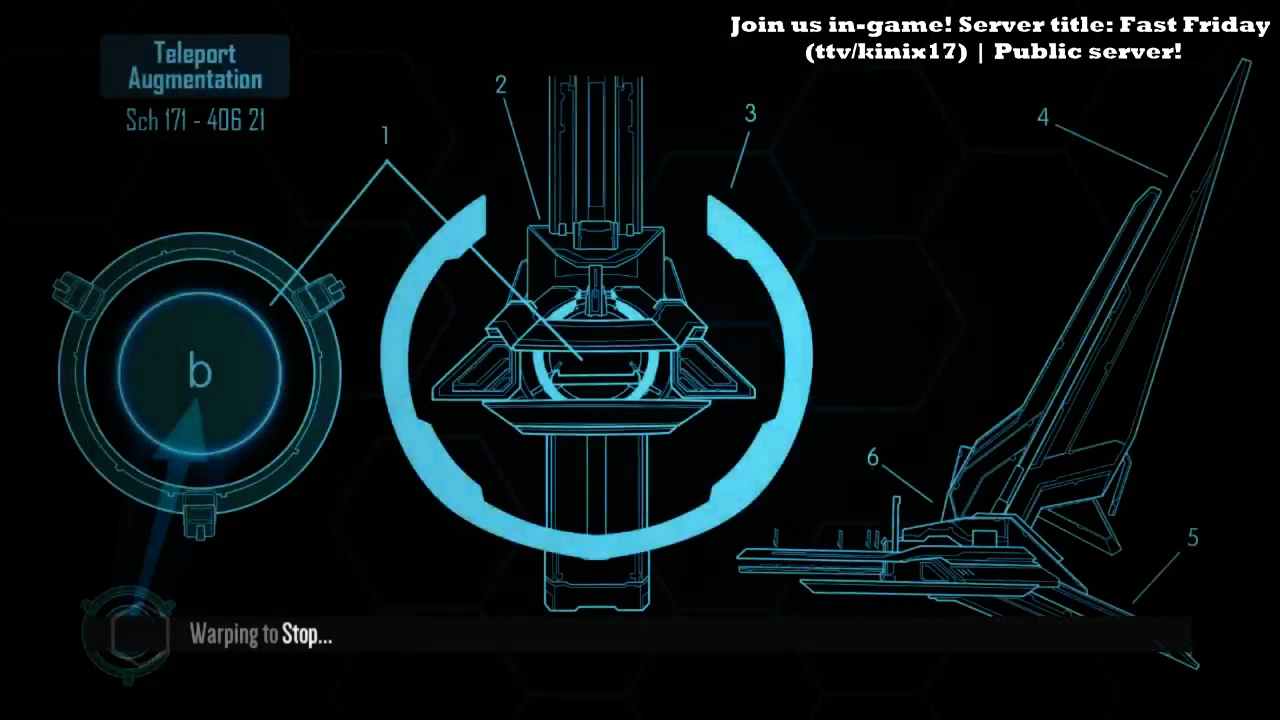 Join us in-game! Server title: Fast Friday
(ttv/kinix17) | Public server!
Teleport
Augmentation
Sch 171 - 406 21
1
2
3
4
b
6
5
Warping to Stop...